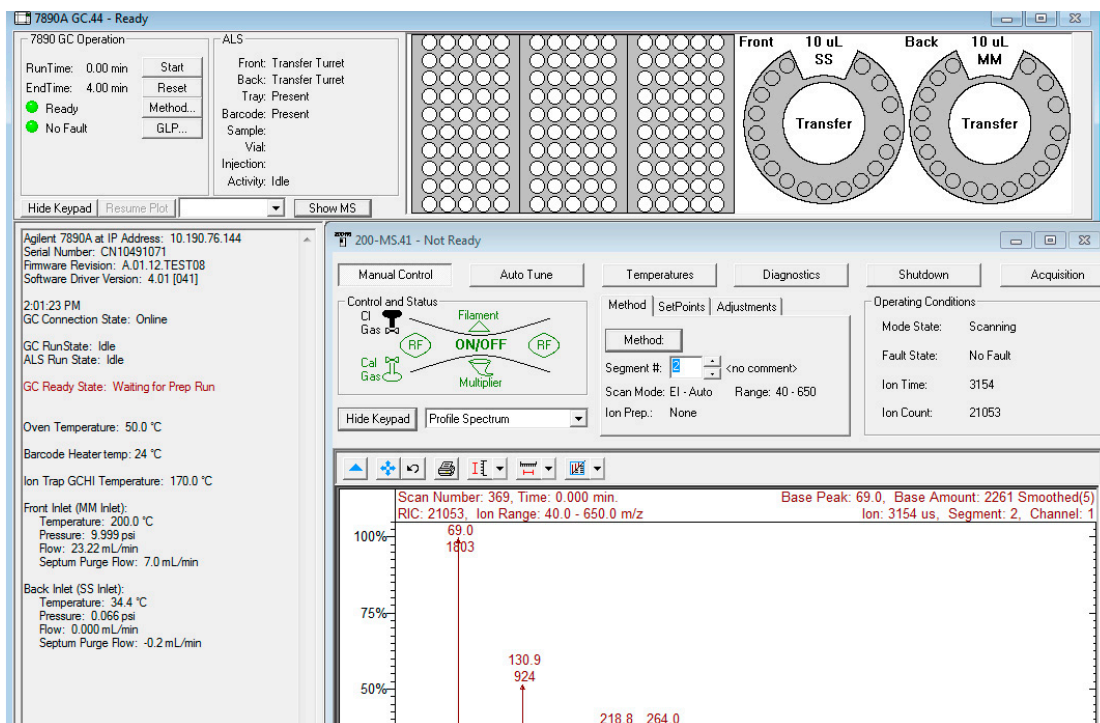 7890A GC.44 - Ready
7890 GC Operation
RunTime: 0.00 min Start
EndTime: 4.00 min Reset
Ready Method...
No Fault GLP...
ALS
Front: Transfer Turret
Back: Transfer Turret
Tray: Present
Barcode: Present
Sample:
Vial:
Injection:
Activity: Idle
Front 10 uL Back 10 uL
SS MM
Transfer Transfer
Hide Keypad Resume Plot Show MS
Agilent 7890A at IP Address: 10.190.76.144
Serial Number: CN10491071
Firmware Revision: A.01.12.TEST08
Software Driver Version: 4.01 [041]
2:01:23 PM
GC Connection State: Online
GC RunState: Idle
ALS Run State: Idle
GC Ready State: Waiting for Prep Run
Oven Temperature: 50.0 °C
Barcode Heater temp: 24 °C
Ion Trap GCHI Temperature: 170.0 °C
Front Inlet (MM Inlet):
Temperature: 200.0 °C
Pressure: 9.999 psi
Flow: 23.22 mL/min
Septum Purge Flow: 7.0 mL/min
Back Inlet (SS Inlet):
Temperature: 34.4 °C
Pressure: 0.066 psi
Flow: 0.000 mL/min
Septum Purge Flow: -0.2 mL/min
200-MS.41 - Not Ready
Manual Control Auto Tune Temperatures Diagnostics Shutdown Acquisition
Control and Status
CI Gas
Filament
RF ON/OFF RF
Cal Gas
Multiplier
Hide Keypad Profile Spectrum
Method SetPoints Adjustments
Method:
Segment #: 2 <no comment>
Scan Mode: EI - Auto Range: 40 - 650
Ion Prep.: None
Operating Conditions
Mode State: Scanning
Fault State: No Fault
Ion Time: 3154
Ion Count: 21053
Scan Number: 369, Time: 0.000 min. Base Peak: 69.0, Base Amount: 2261 Smoothed(5)
RIC: 21053, Ion Range: 40.0 - 650.0 m/z Ion: 3154 us, Segment: 2, Channel: 1
100%
69.0
1803
75%
130.9
924
50%
218.8 264.0